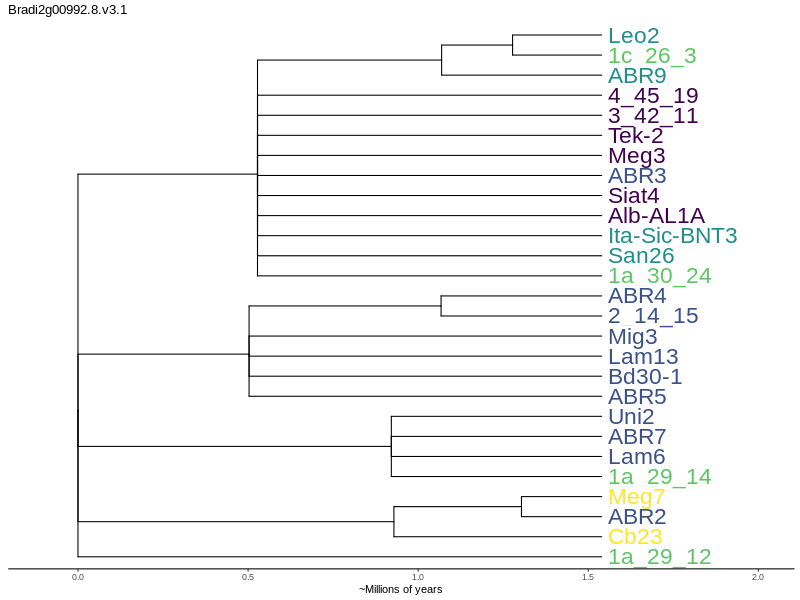 Bradi2g00992.8.v3.1
Leo2
1c_26_3
ABR9
4_45_19
3_42_11
Tek-2
Meg3
ABR3
Siat4
Alb-AL1A
Ita-Sic-BNT3
San26
1a_30_24
ABR4
2_14_15
Mig3
Lam13
Bd30-1
ABR5
Uni2
ABR7
Lam6
1a_29_14
Meg7
ABR2
Cb23
1a_29_12
0.0 0.5 1.0 1.5 2.0
~Millions of years